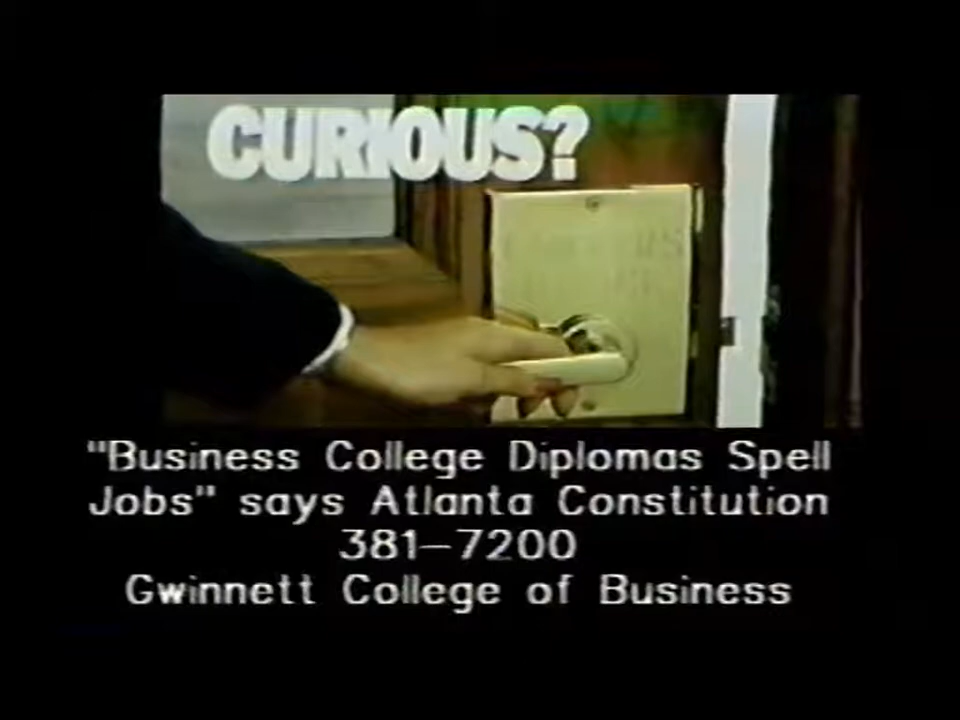 CURIOUS?
"Business College Diplomas Spell
Jobs" says Atlanta Constitution
381-7200
Gwinnett College of Business